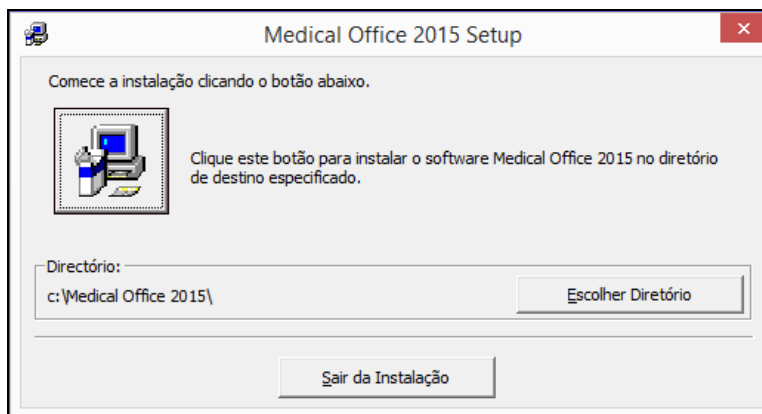 Medical Office 2015 Setup
Comece a instalação clicando o botão abaixo.
Clique este botão para instalar o software Medical Office 2015 no diretório
de destino especificado.
Directório:
c:\Medical Office 2015\
Escolher Diretório
Sair da Instalação